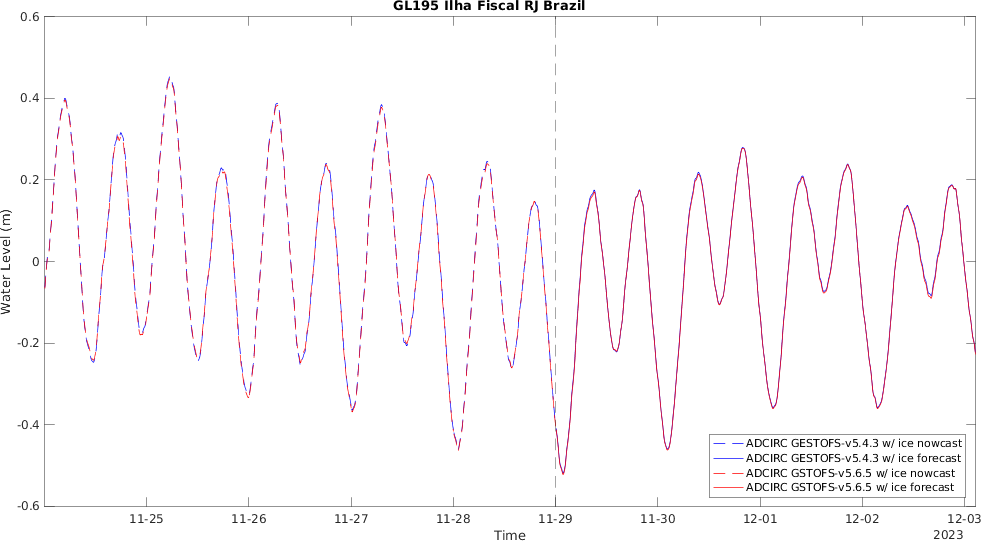 GL195 Ilha Fiscal RJ Brazil
0.6
0.4
0.2
0
-0.2
-0.4
-0.6
Water Level (m)
ADCIRC GESTOFS-v5.4.3 w/ ice nowcast
ADCIRC GESTOFS-v5.4.3 w/ ice forecast
ADCIRC GSTOFS-v5.6.5 w/ ice nowcast
ADCIRC GSTOFS-v5.6.5 w/ ice forecast
11-25 11-26 11-27 11-28 11-29 11-30 12-01 12-02 12-03
Time 2023